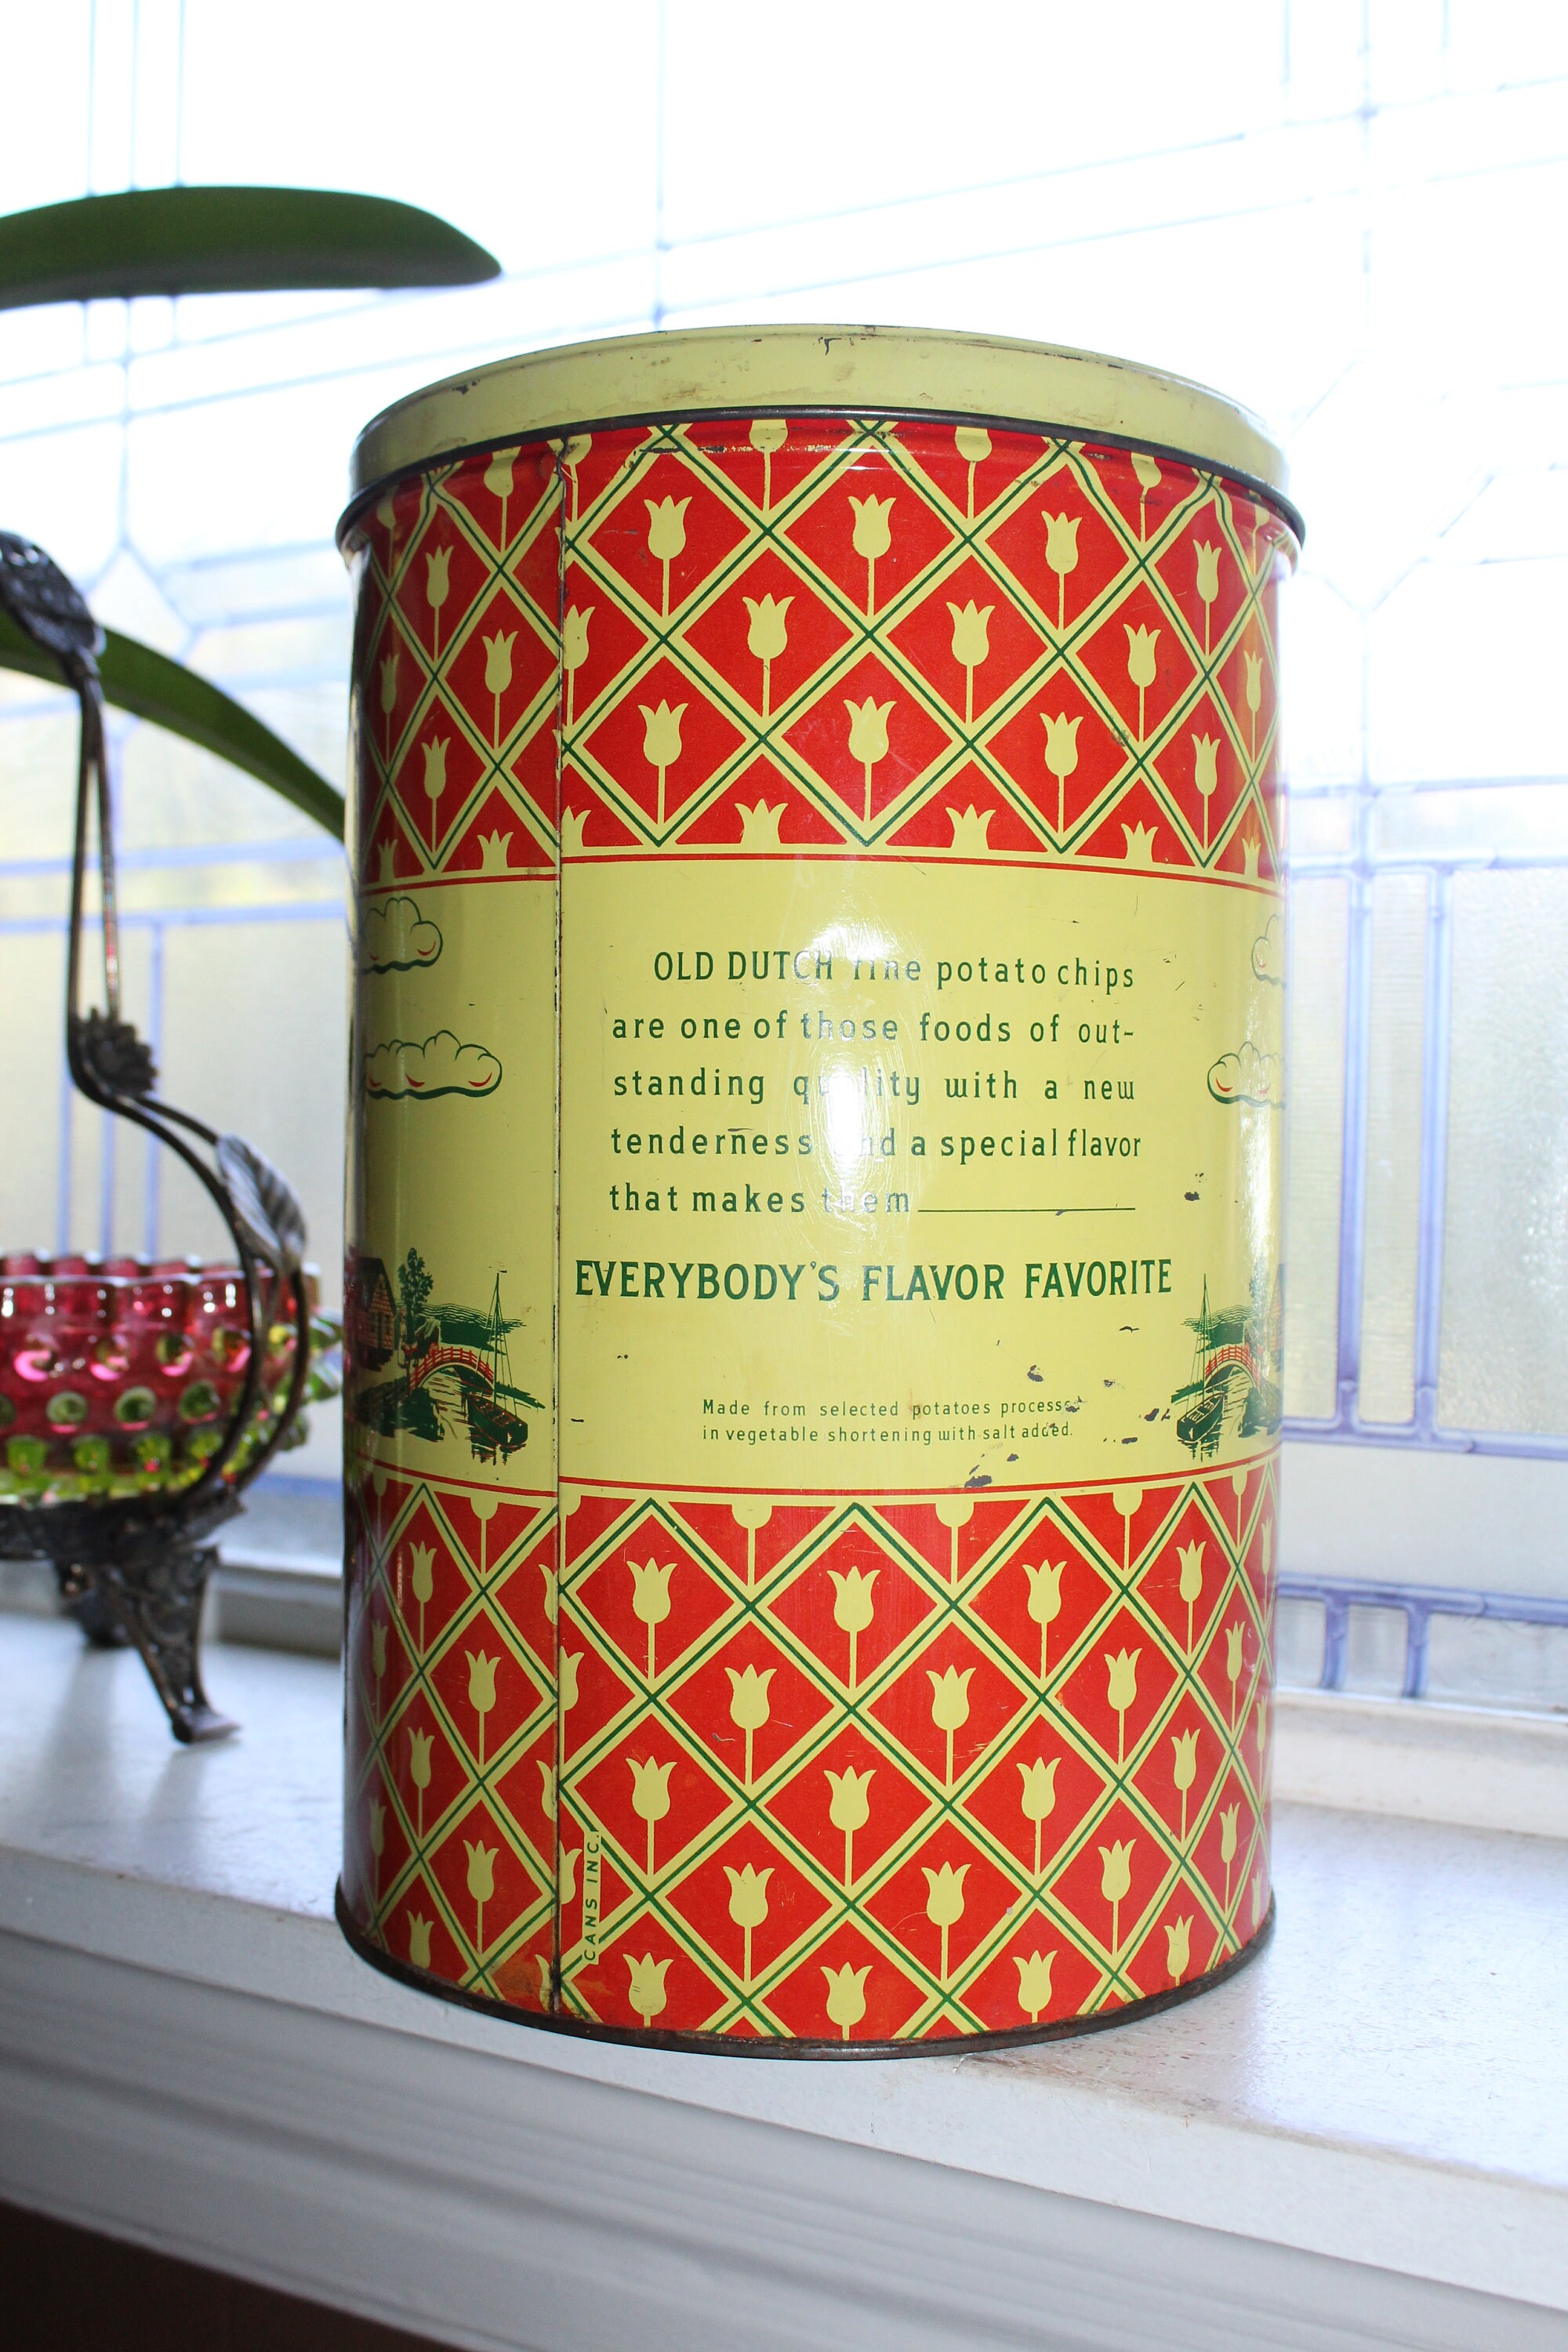 OLD DUTCH fine potato chips
are one of those foods of out-
standing quality with a new
tenderness and a special flavor
that makes them
EVERYBODY'S FLAVOR FAVORITE
Made from selected potatoes processed
in vegetable shortening with salt added.
CANS INC.